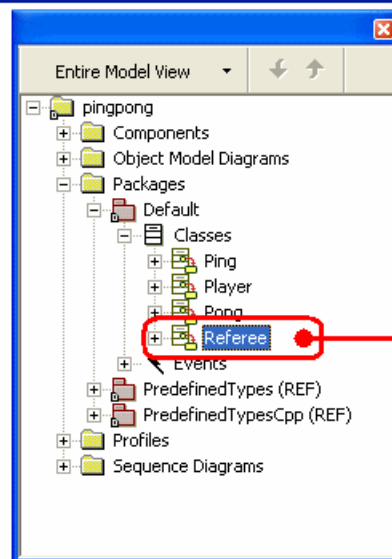 Entire Model View
pingpong
Components
Object Model Diagrams
Packages
Default
Classes
Ping
Player
Pong
Referee
Events
PredefinedTypes (REF)
PredefinedTypesCpp (REF)
Profiles
Sequence Diagrams